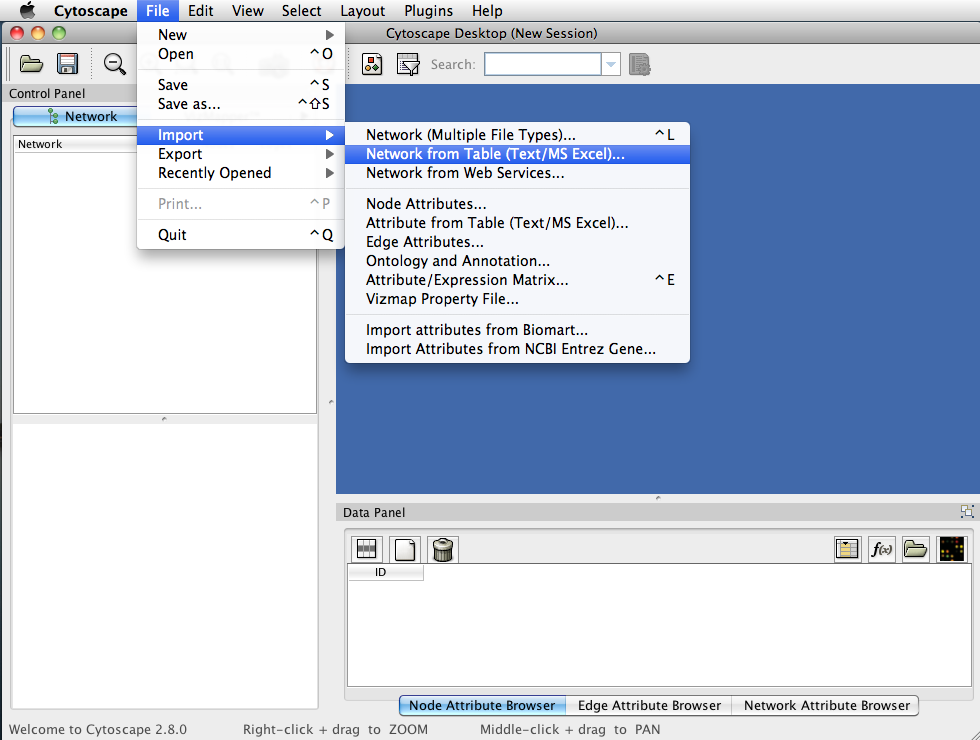 Cytoscape File Edit View Select Layout Plugins Help
Cytoscape Desktop (New Session)
New
Open ^O
Save ^S
Save as... ^⇧S
Import
Export
Recently Opened
Print... ^P
Quit ^Q
Network (Multiple File Types)... ^L
Network from Table (Text/MS Excel)...
Network from Web Services...
Node Attributes...
Attribute from Table (Text/MS Excel)...
Edge Attributes...
Ontology and Annotation...
Attribute/Expression Matrix... ^E
Vizmap Property File...
Import attributes from Biomart...
Import Attributes from NCBI Entrez Gene...
Search:
Control Panel
Network
Network
Data Panel
f(x)
ID
Node Attribute Browser Edge Attribute Browser Network Attribute Browser
Welcome to Cytoscape 2.8.0 Right-click + drag to ZOOM Middle-click + drag to PAN